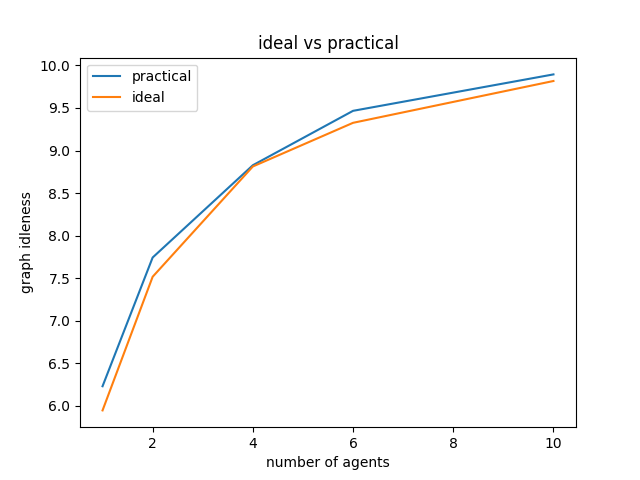 ideal vs practical
practical
ideal
graph idleness
10.0
9.5
9.0
8.5
8.0
7.5
7.0
6.5
6.0
2
4
6
8
10
number of agents